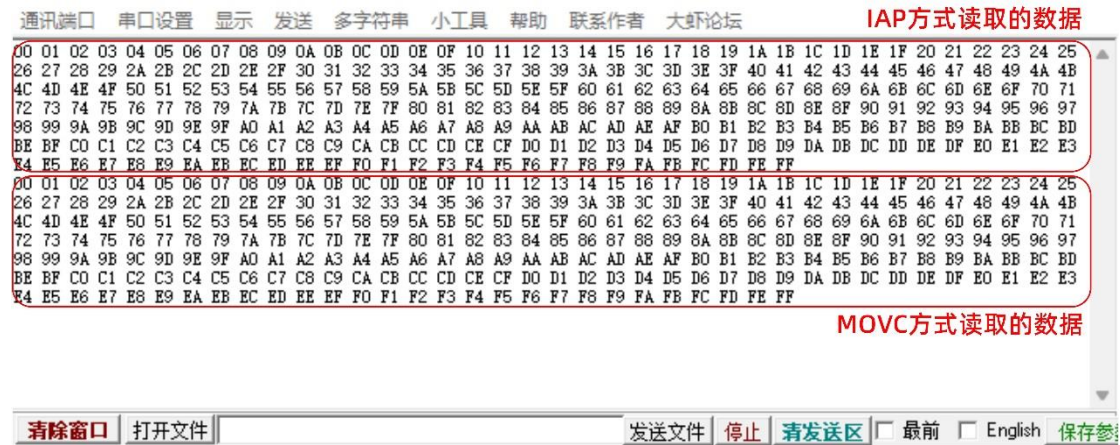 通讯端口 串口设置 显示 发送 多字符串 小工具 帮助 联系作者 大虾论坛 IAP方式读取的数据
00 01 02 03 04 05 06 07 08 09 0A 0B 0C 0D 0E 0F 10 11 12 13 14 15 16 17 18 19 1A 1B 1C 1D 1E 1F 20 21 22 23 24 25
26 27 28 29 2A 2B 2C 2D 2E 2F 30 31 32 33 34 35 36 37 38 39 3A 3B 3C 3D 3E 3F 40 41 42 43 44 45 46 47 48 49 4A 4B
4C 4D 4E 4F 50 51 52 53 54 55 56 57 58 59 5A 5B 5C 5D 5E 5F 60 61 62 63 64 65 66 67 68 69 6A 6B 6C 6D 6E 6F 70 71
72 73 74 75 76 77 78 79 7A 7B 7C 7D 7E 7F 80 81 82 83 84 85 86 87 88 89 8A 8B 8C 8D 8E 8F 90 91 92 93 94 95 96 97
98 99 9A 9B 9C 9D 9E 9F A0 A1 A2 A3 A4 A5 A6 A7 A8 A9 AA AB AC AD AE AF B0 B1 B2 B3 B4 B5 B6 B7 B8 B9 BA BB BC BD
BE BF C0 C1 C2 C3 C4 C5 C6 C7 C8 C9 CA CB CC CD CE CF D0 D1 D2 D3 D4 D5 D6 D7 D8 D9 DA DB DC DD DE DF E0 E1 E2 E3
E4 E5 E6 E7 E8 E9 EA EB EC ED EE EF F0 F1 F2 F3 F4 F5 F6 F7 F8 F9 FA FB FC FD FE FF
00 01 02 03 04 05 06 07 08 09 0A 0B 0C 0D 0E 0F 10 11 12 13 14 15 16 17 18 19 1A 1B 1C 1D 1E 1F 20 21 22 23 24 25
26 27 28 29 2A 2B 2C 2D 2E 2F 30 31 32 33 34 35 36 37 38 39 3A 3B 3C 3D 3E 3F 40 41 42 43 44 45 46 47 48 49 4A 4B
4C 4D 4E 4F 50 51 52 53 54 55 56 57 58 59 5A 5B 5C 5D 5E 5F 60 61 62 63 64 65 66 67 68 69 6A 6B 6C 6D 6E 6F 70 71
72 73 74 75 76 77 78 79 7A 7B 7C 7D 7E 7F 80 81 82 83 84 85 86 87 88 89 8A 8B 8C 8D 8E 8F 90 91 92 93 94 95 96 97
98 99 9A 9B 9C 9D 9E 9F A0 A1 A2 A3 A4 A5 A6 A7 A8 A9 AA AB AC AD AE AF B0 B1 B2 B3 B4 B5 B6 B7 B8 B9 BA BB BC BD
BE BF C0 C1 C2 C3 C4 C5 C6 C7 C8 C9 CA CB CC CD CE CF D0 D1 D2 D3 D4 D5 D6 D7 D8 D9 DA DB DC DD DE DF E0 E1 E2 E3
E4 E5 E6 E7 E8 E9 EA EB EC ED EE EF F0 F1 F2 F3 F4 F5 F6 F7 F8 F9 FA FB FC FD FE FF
MOVC方式读取的数据
清除窗口 打开文件 发送文件 停止 清发送区 最前 English 保存参